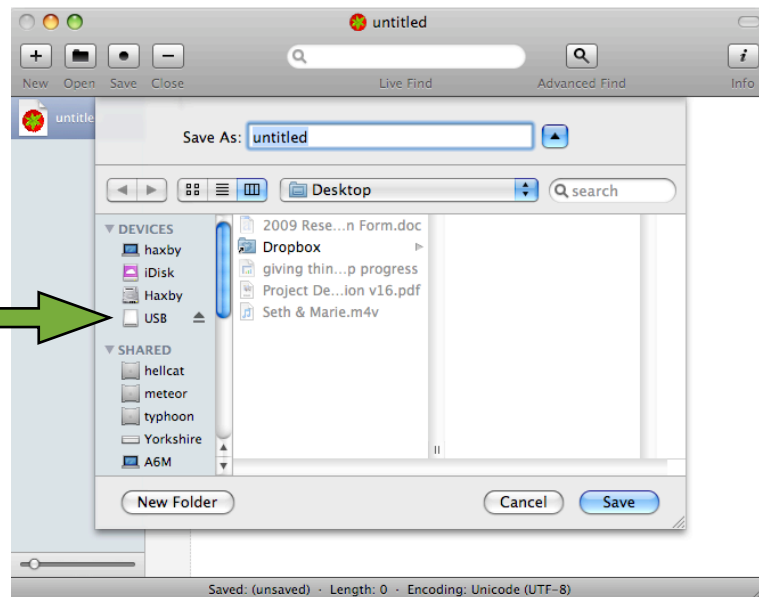 untitled
New Open Save Close Live Find Advanced Find Info
untitle
Save As: untitled
Desktop
search
DEVICES
haxby
iDisk
Haxby
USB
SHARED
hellcat
meteor
typhoon
Yorkshire
A6M
2009 Rese...n Form.doc
Dropbox
giving thin...p progress
Project De...ion v16.pdf
Seth & Marie.m4v
New Folder Cancel Save
Saved: (unsaved) · Length: 0 · Encoding: Unicode (UTF-8)